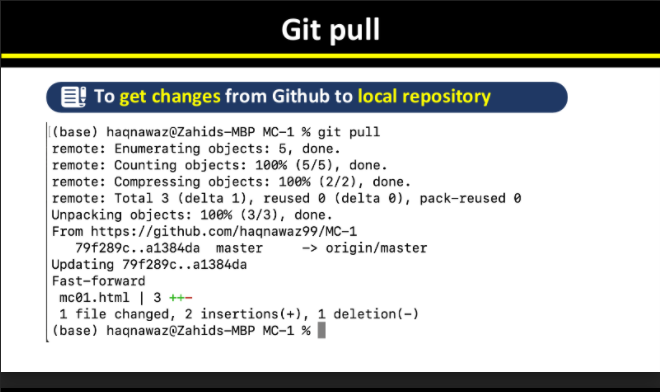 Git pull
To get changes from Github to local repository
(base) haqnawaz@Zahids-MBP MC-1 % git pull
remote: Enumerating objects: 5, done.
remote: Counting objects: 100% (5/5), done.
remote: Compressing objects: 100% (2/2), done.
remote: Total 3 (delta 1), reused 0 (delta 0), pack-reused 0
Unpacking objects: 100% (3/3), done.
From https://github.com/haqnawaz99/MC-1
   79f289c..a1384da  master     -> origin/master
Updating 79f289c..a1384da
Fast-forward
 mc01.html | 3 ++-
 1 file changed, 2 insertions(+), 1 deletion(-)
(base) haqnawaz@Zahids-MBP MC-1 %